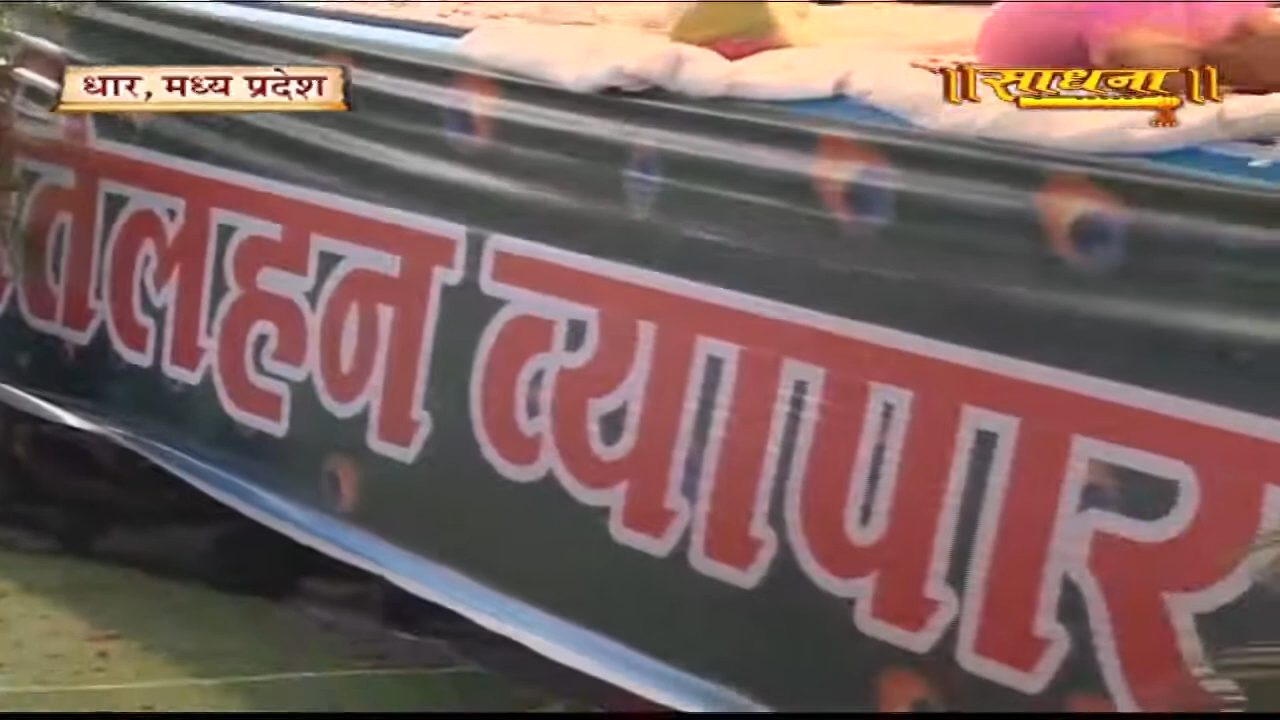 धार, मध्य प्रदेश
॥साधना॥
तिलहन व्यापार